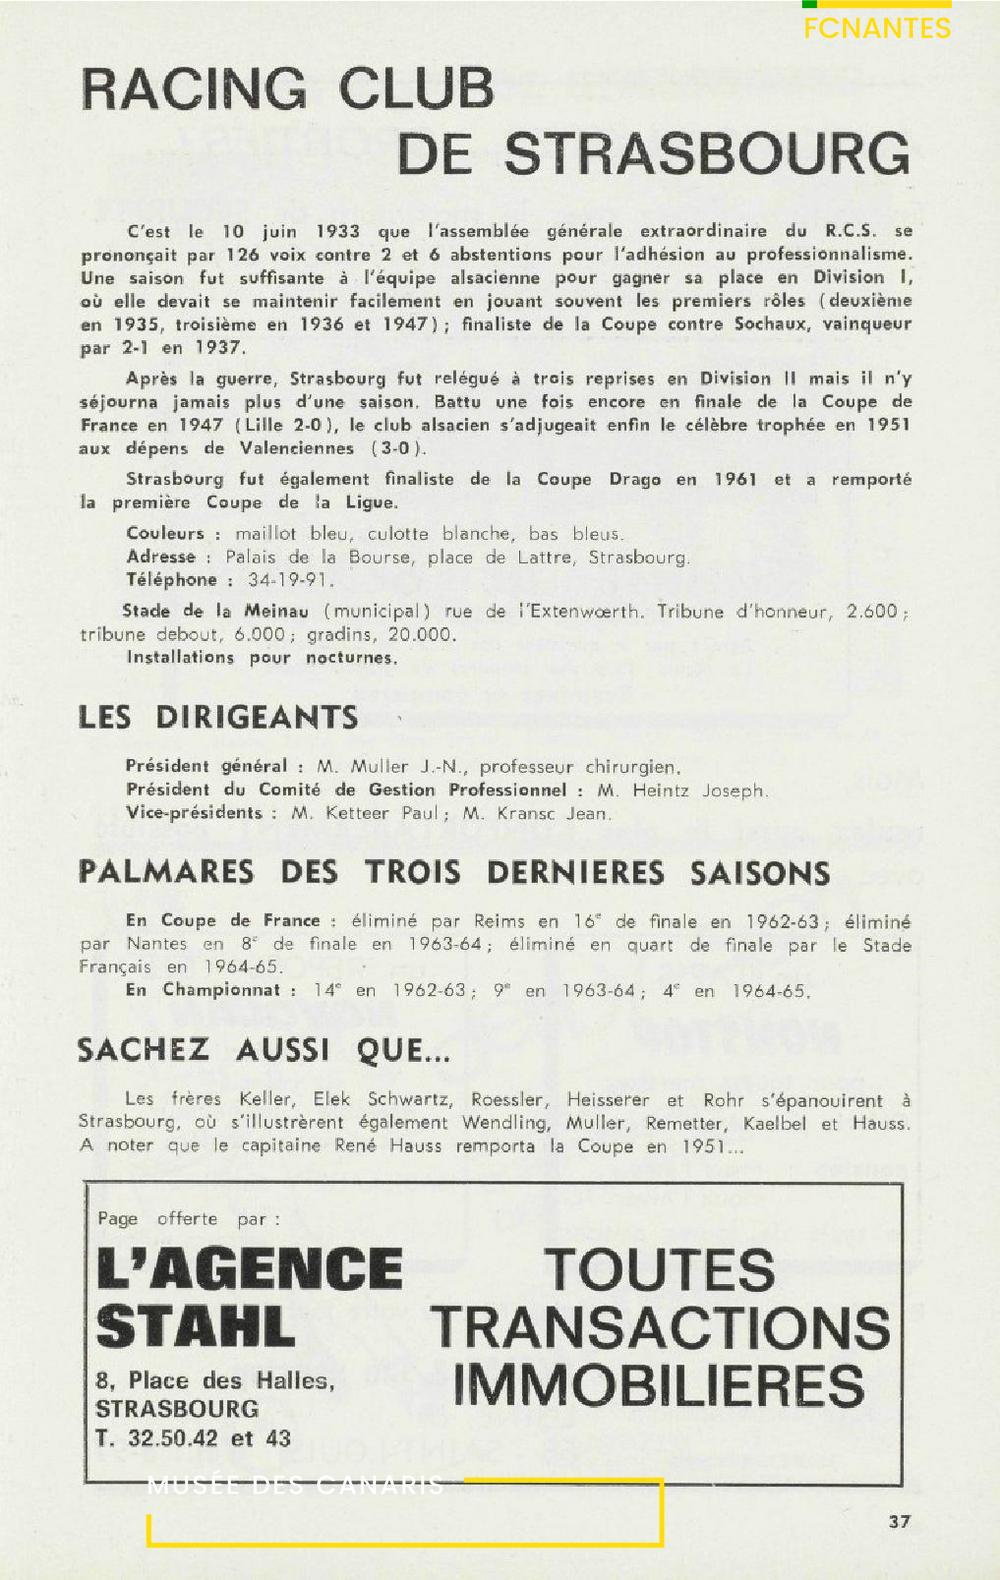 FCNANTES
RACING CLUB
DE STRASBOURG
C'est le 10 juin 1933 que l'assemblée générale extraordinaire du R.C.S. se
prononçait par 126 voix contre 2 et 6 abstentions pour l'adhésion au professionnalisme.
Une saison fut suffisante à l'équipe alsacienne pour gagner sa place en Division I,
où elle devait se maintenir facilement en jouant souvent les premiers rôles (deuxième
en 1935, troisième en 1936 et 1947) ; finaliste de la Coupe contre Sochaux, vainqueur
par 2-1 en 1937.
Après la guerre, Strasbourg fut relégué à trois reprises en Division II mais il n'y
séjourna jamais plus d'une saison. Battu une fois encore en finale de la Coupe de
France en 1947 (Lille 2-0), le club alsacien s'adjugeait enfin le célèbre trophée en 1951
aux dépens de Valenciennes (3-0).
Strasbourg fut également finaliste de la Coupe Drago en 1961 et a remporté
la première Coupe de la Ligue.
Couleurs : maillot bleu, culotte blanche, bas bleus.
Adresse : Palais de la Bourse, place de Lattre, Strasbourg.
Téléphone : 34-19-91.
Stade de la Meinau (municipal) rue de l'Extenwœrth. Tribune d'honneur, 2.600 ;
tribune debout, 6.000 ; gradins, 20.000.
Installations pour nocturnes.
LES DIRIGEANTS
Président général : M. Muller J.-N., professeur chirurgien.
Président du Comité de Gestion Professionnel : M. Heintz Joseph.
Vice-présidents : M. Ketteer Paul ; M. Kransc Jean.
PALMARES DES TROIS DERNIERES SAISONS
En Coupe de France : éliminé par Reims en 16e de finale en 1962-63 ; éliminé
par Nantes en 8e de finale en 1963-64 ; éliminé en quart de finale par le Stade
Français en 1964-65.
En Championnat : 14e en 1962-63 ; 9e en 1963-64 ; 4e en 1964-65.
SACHEZ AUSSI QUE...
Les frères Keller, Elek Schwartz, Roessler, Heisserer et Rohr s'épanouirent à
Strasbourg, où s'illustrèrent également Wendling, Muller, Remetter, Kaelbel et Hauss.
A noter que le capitaine René Hauss remporta la Coupe en 1951...
Page offerte par :
L'AGENCE
STAHL
8, Place des Halles,
STRASBOURG
T. 32.50.42 et 43
TOUTES
TRANSACTIONS
IMMOBILIERES
MUSÉE DES CANARIS
37